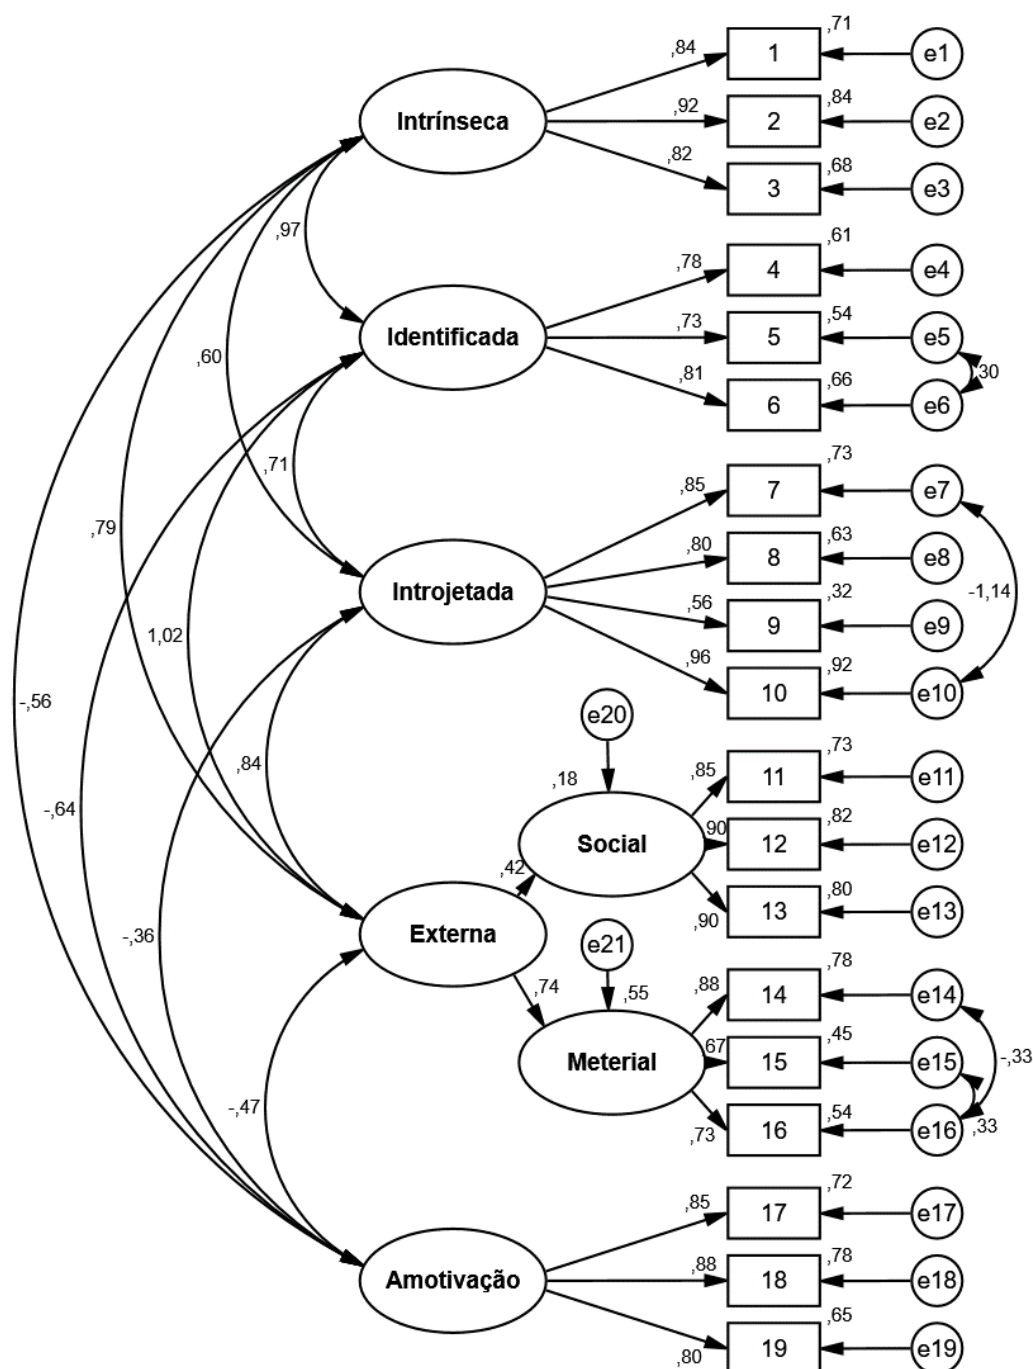 ,71
,84
1
e1
Intrínseca
,92
2
,84
e2
,82
3
,68
e3
,97
,61
,78
4
e4
Identificada
,73
5
,54
e5
,60
,81
6
,66
e6
,30
,71
,73
,85
7
e7
,79
,80
8
,63
e8
Introjetada
-1,14
,56
9
,32
e9
1,02
,96
10
,92
e10
-,56
e20
,84
,18
,85
11
,73
e11
-,64
Social
,90
12
,82
e12
,42
,90
13
,80
e13
-,36
Externa
e21
,74
,55
,88
14
,78
e14
Meterial
,67
15
,45
e15
-,33
-,47
,73
16
,54
e16
,33
,85
17
,72
e17
Amotivação
,88
18
,78
e18
,80
19
,65
e19